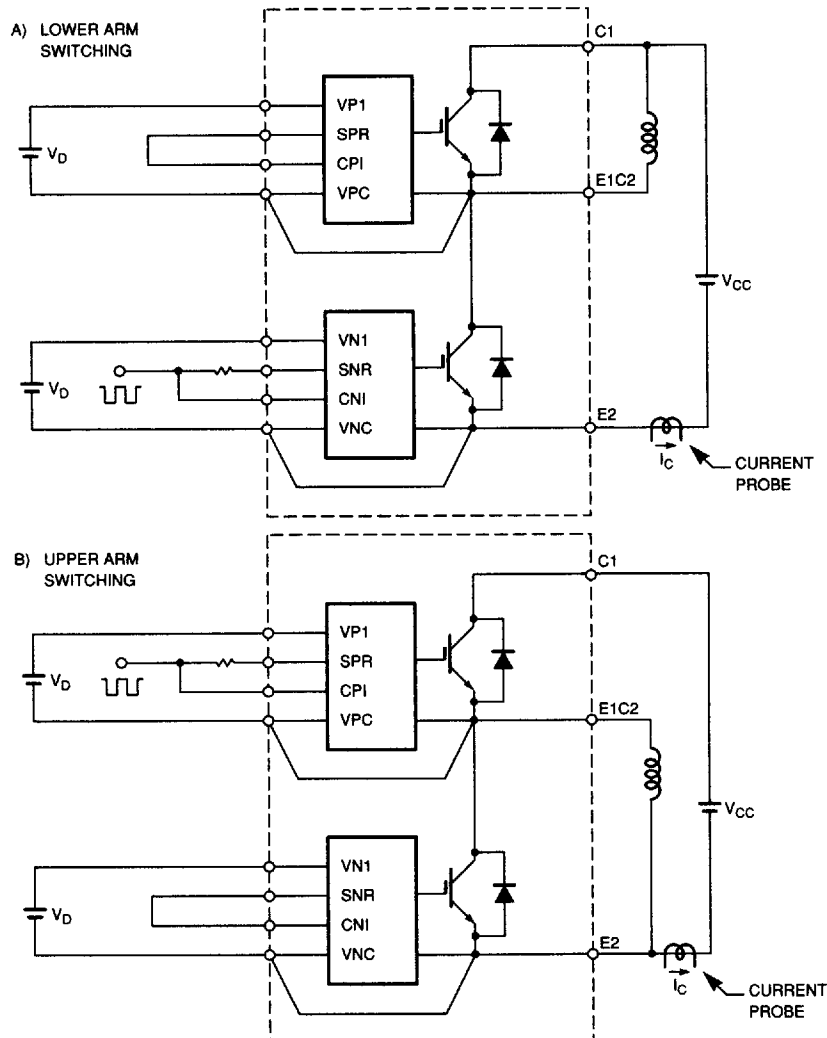 A) LOWER ARM
SWITCHING
C1
VP1
SPR
CPI
VPC
VD
E1C2
VCC
VN1
SNR
CNI
VNC
VD
E2
IC
CURRENT
PROBE
B) UPPER ARM
SWITCHING
C1
VP1
SPR
CPI
VPC
VD
E1C2
VCC
VN1
SNR
CNI
VNC
VD
E2
IC
CURRENT
PROBE